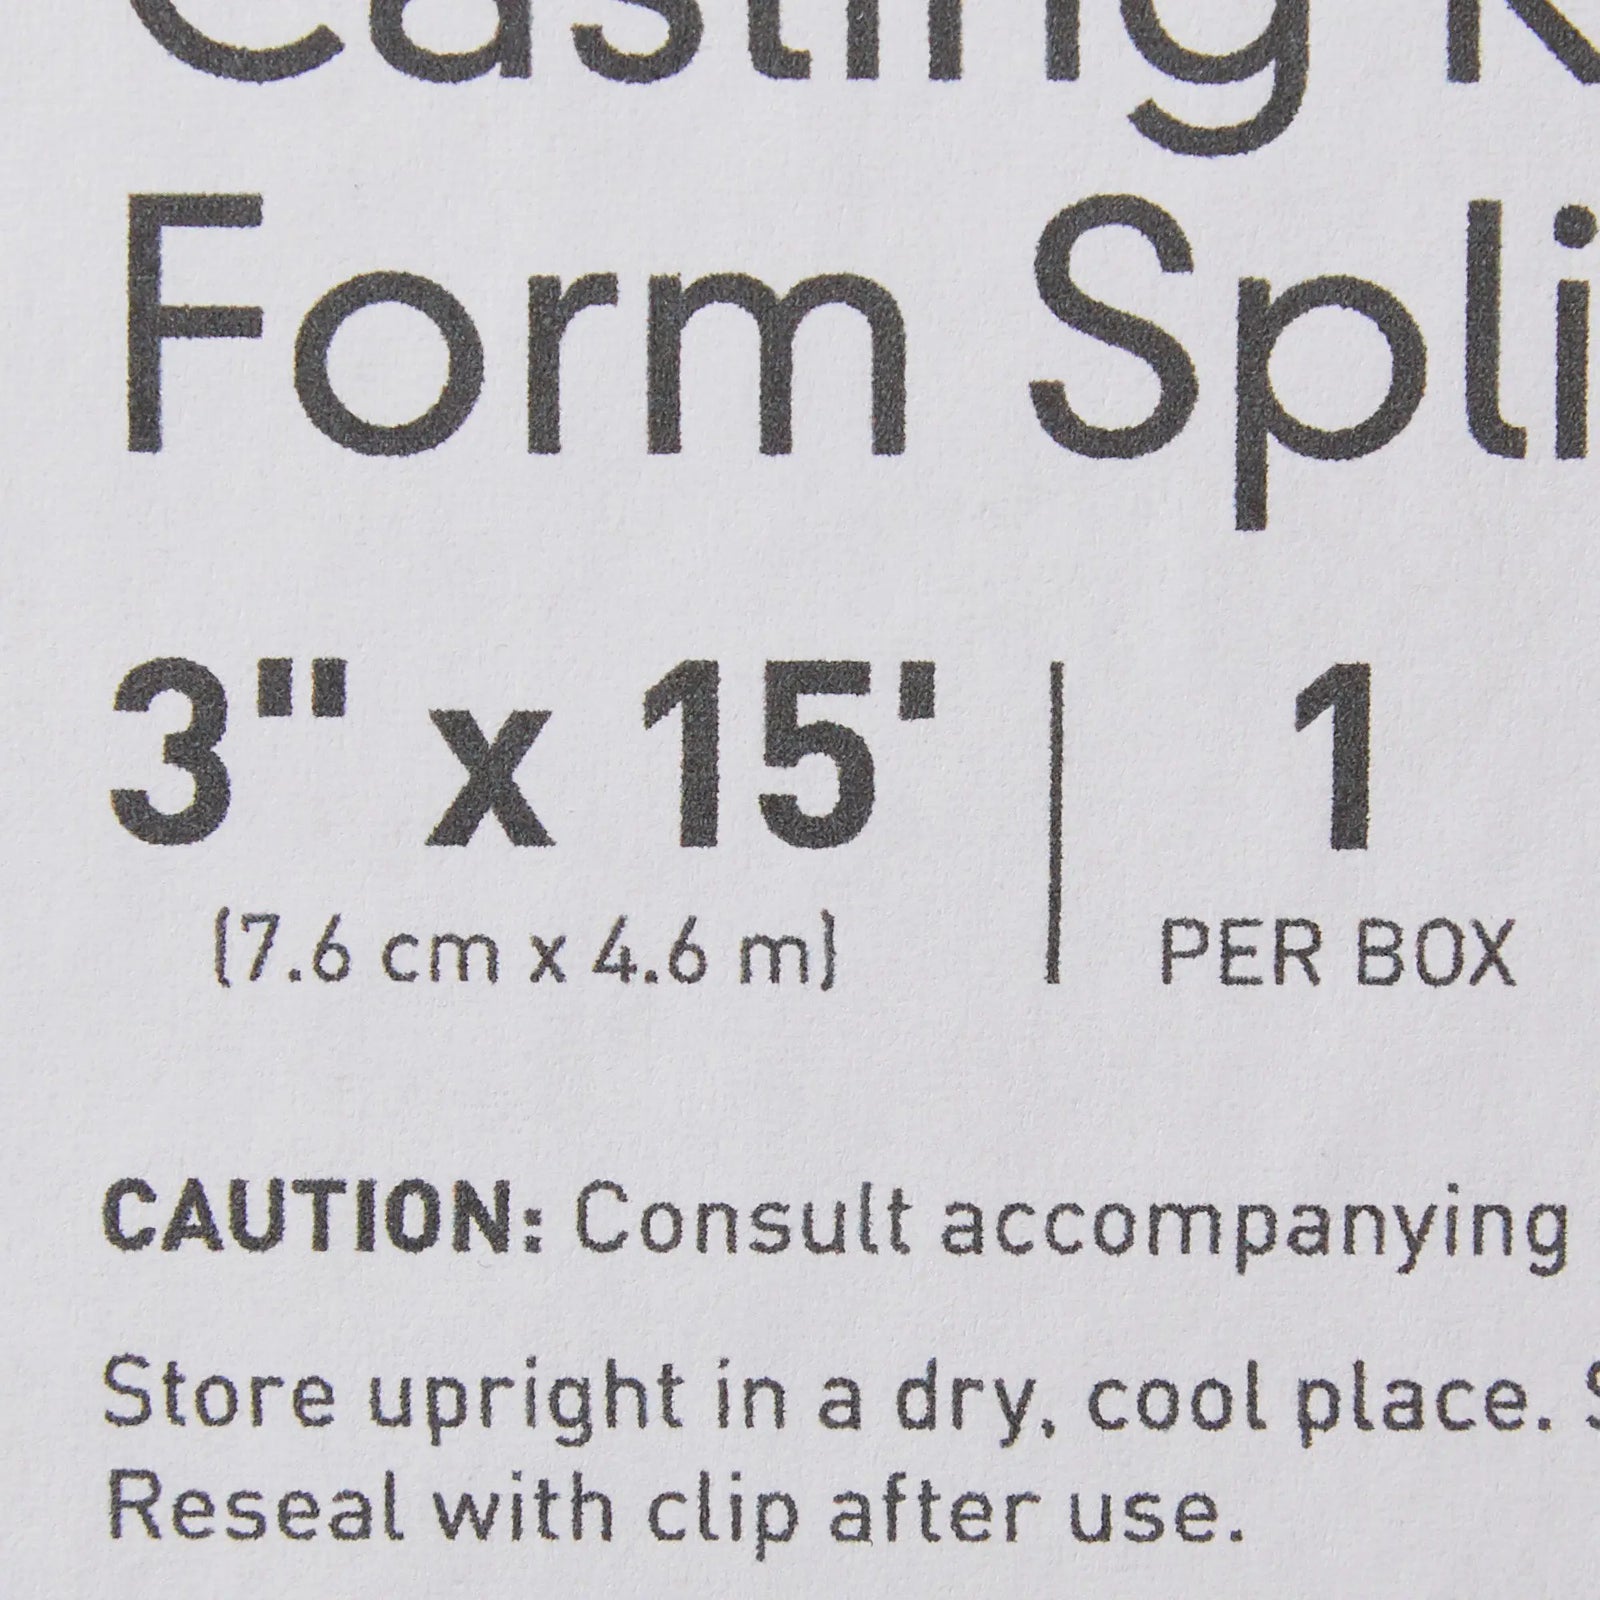 Casting
Form
3" x 15' 1
(7.6 cm x 4.6 m) PER BOX
CAUTION: Consult accompanying
Store upright in a dry, cool place.
Reseal with clip after use.